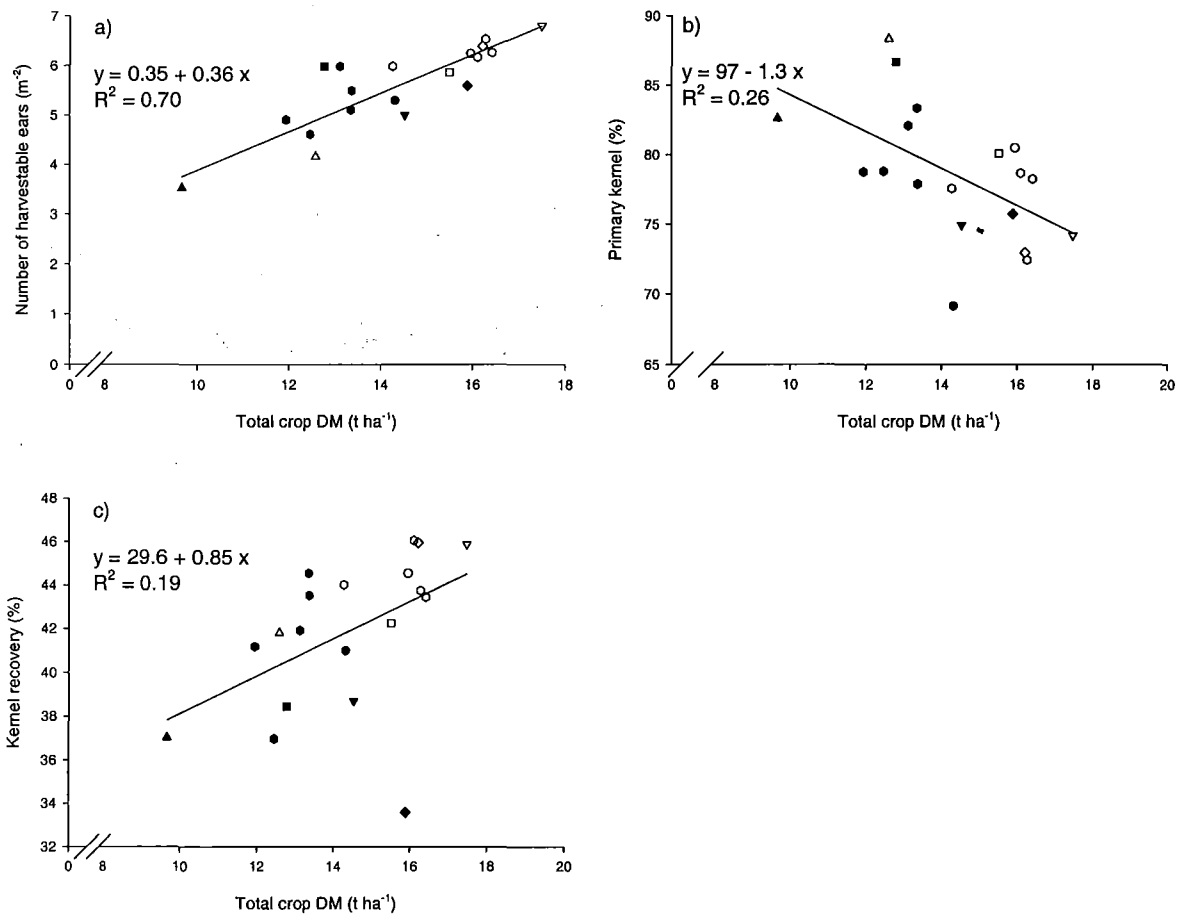 a)
y = 0.35 + 0.36 x
R² = 0.70
Number of harvestable ears (m⁻²)
7
6
5
4
3
2
1
0
0 8 10 12 14 16 18
Total crop DM (t ha⁻¹)
b)
y = 97 - 1.3 x
R² = 0.26
Primary kernel (%)
90
85
80
75
70
65
0 8 10 12 14 16 18 20
Total crop DM (t ha⁻¹)
c)
y = 29.6 + 0.85 x
R² = 0.19
Kernel recovery (%)
48
46
44
42
40
38
36
34
32
0 8 10 12 14 16 18 20
Total crop DM (t ha⁻¹)